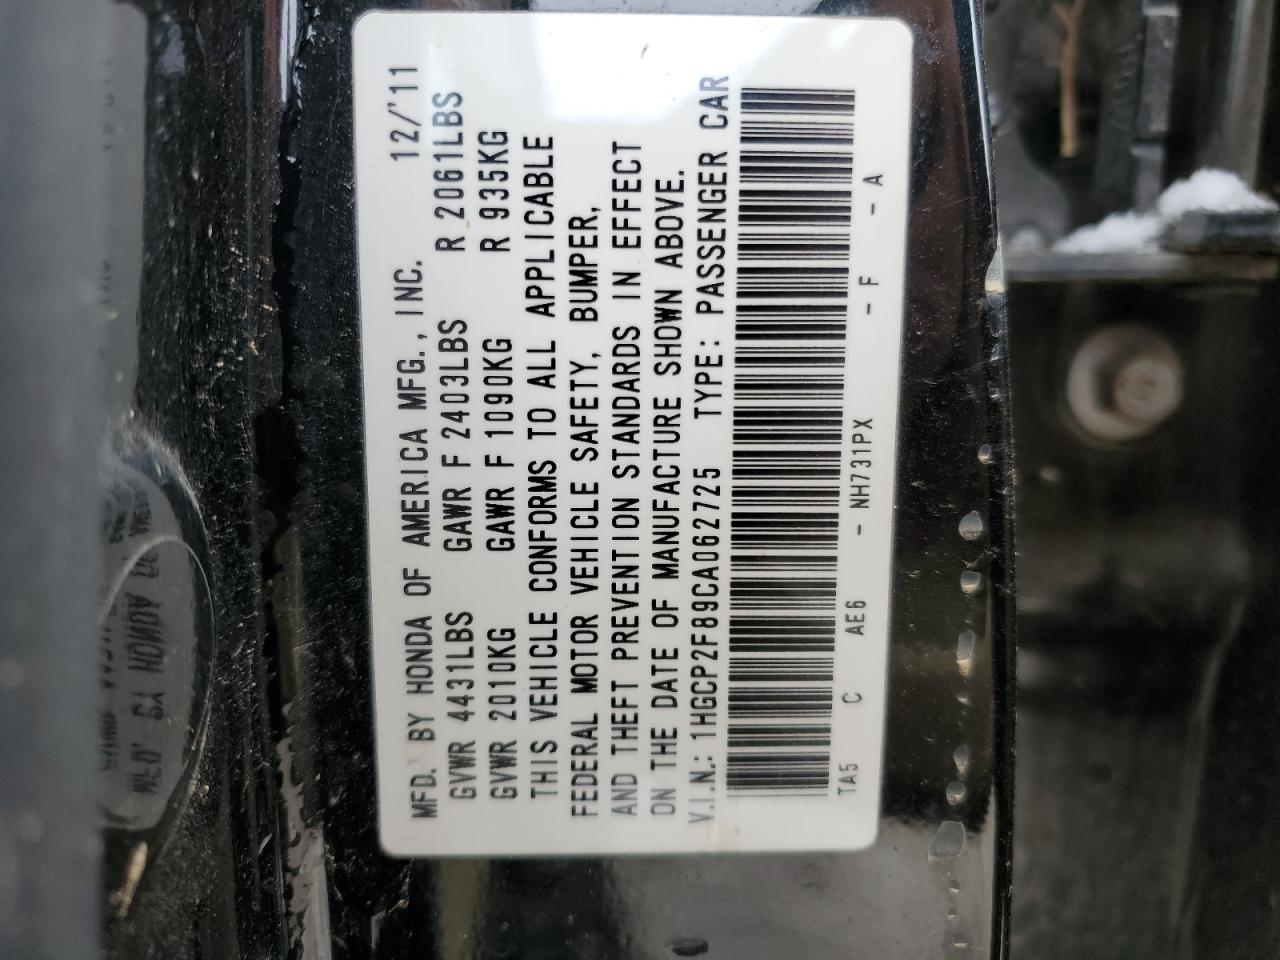 MFD. BY HONDA OF AMERICA MFG., INC. 12/'11
GVWR 4431LBS GAWR F 2403LBS R 2061LBS
GVWR 2010KG GAWR F 1090KG R 935KG
THIS VEHICLE CONFORMS TO ALL APPLICABLE
FEDERAL MOTOR VEHICLE SAFETY, BUMPER,
AND THEFT PREVENTION STANDARDS IN EFFECT
ON THE DATE OF MANUFACTURE SHOWN ABOVE.
V.I.N.: 1HGCP2F89CA062725 TYPE: PASSENGER CAR
TA5 C AE6 - NH731PX - F - A